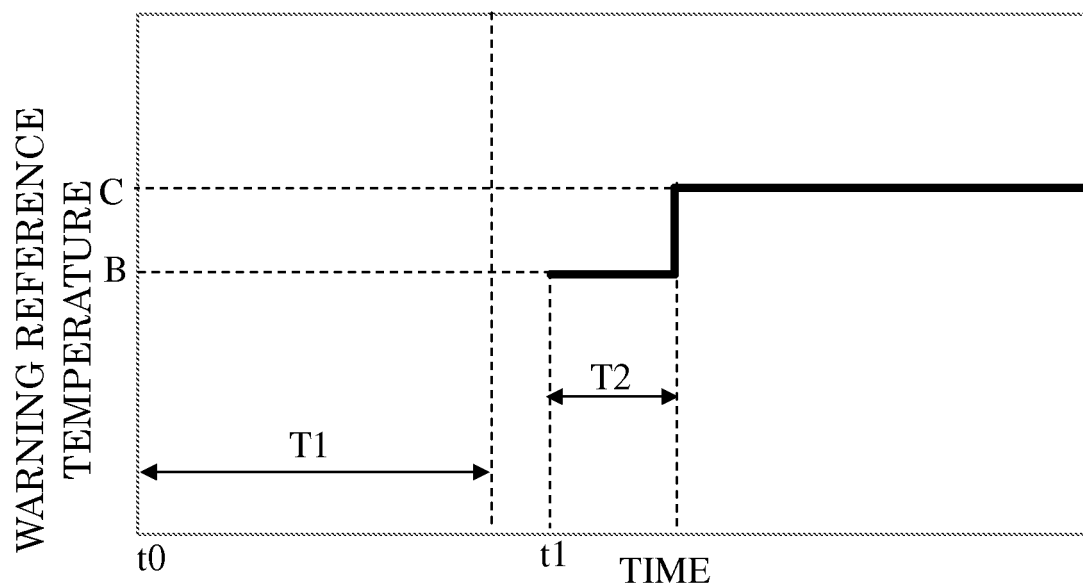 WARNING REFERENCE
TEMPERATURE
C
B
T2
T1
t0
t1
TIME